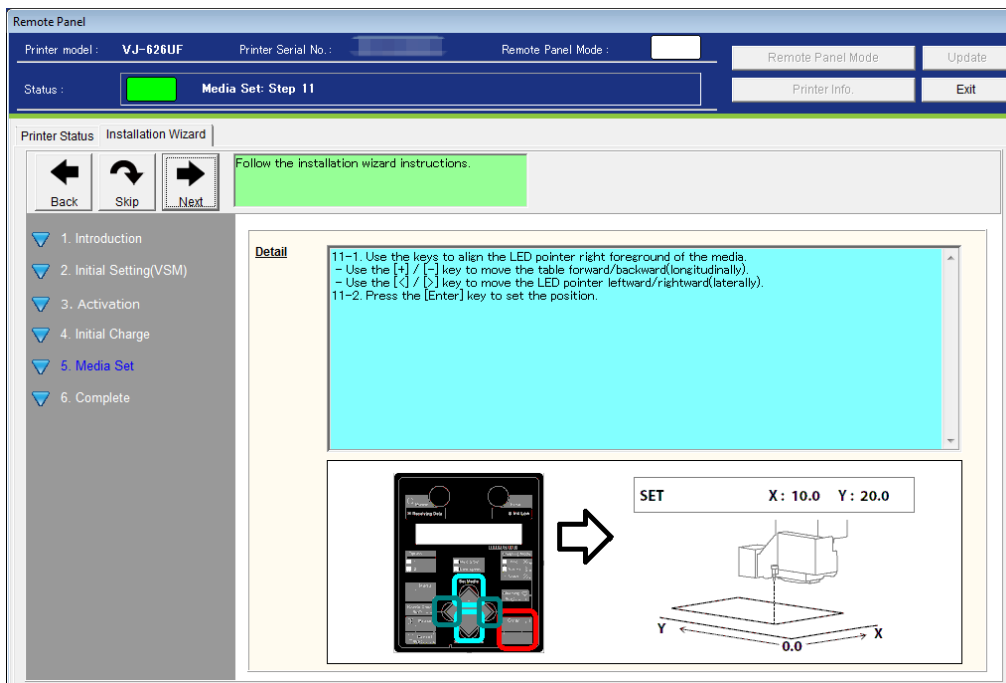 Remote Panel
Printer model : VJ-626UF Printer Serial No. : Remote Panel Mode :
Remote Panel Mode Update
Status : Media Set: Step 11
Printer Info. Exit
Printer Status Installation Wizard
Follow the installation wizard instructions.
Back Skip Next
1. Introduction
2. Initial Setting(VSM)
3. Activation
4. Initial Charge
5. Media Set
6. Complete
Detail
11-1. Use the keys to align the LED pointer right foreground of the media.
- Use the [+] / [-] key to move the table forward/backward(longitudinally).
- Use the [<] / [>] key to move the LED pointer leftward/rightward(laterally).
11-2. Press the [Enter] key to set the position.
SET X : 10.0 Y : 20.0
Y X
0.0